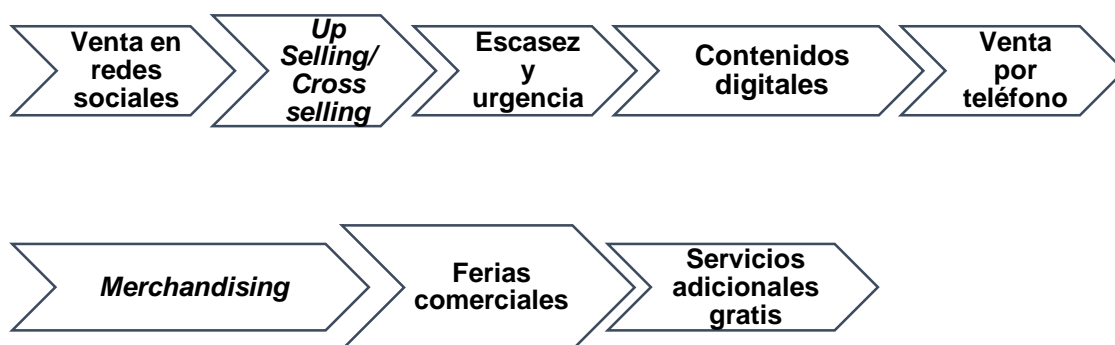 Venta en
redes
sociales
Up
Selling/
Cross
selling
Escasez
y
urgencia
Contenidos
digitales
Venta
por
teléfono
Merchandising
Ferias
comerciales
Servicios
adicionales
gratis